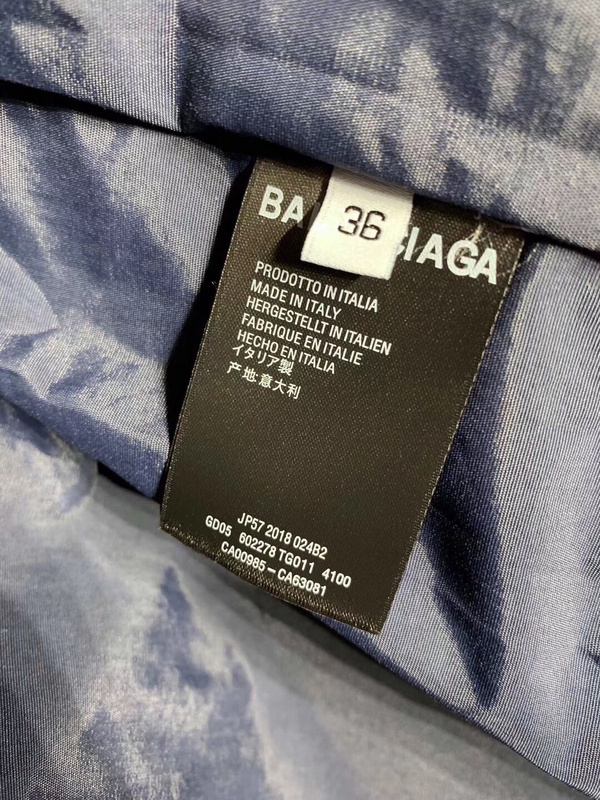 BA CIAGA
36
PRODOTTO IN ITALIA
MADE IN ITALY
HERGESTELLT IN ITALIEN
FABRIQUE EN ITALIE
HECHO EN ITALIA
イタリア製
产地:意大利
JP57 2018 024B2
GD05 602278 TG011 4100
CA00985-CA63081